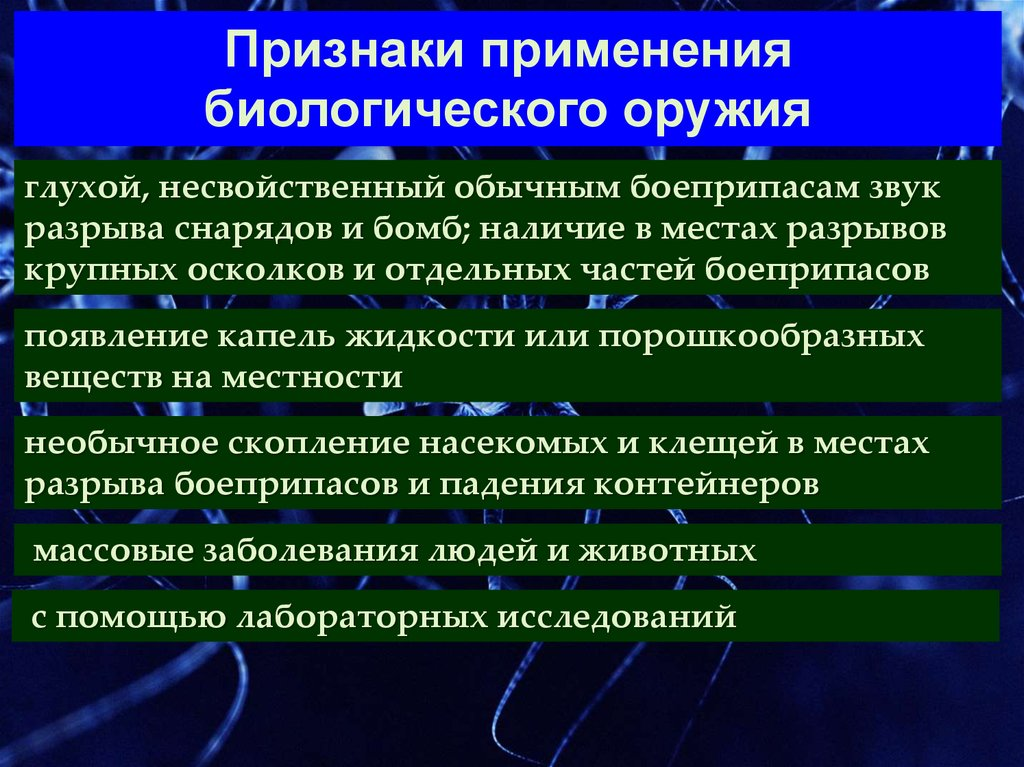 Признаки применения
биологического оружия
глухой, несвойственный обычным боеприпасам звук
разрыва снарядов и бомб; наличие в местах разрывов
крупных осколков и отдельных частей боеприпасов
появление капель жидкости или порошкообразных
веществ на местности
необычное скопление насекомых и клещей в местах
разрыва боеприпасов и падения контейнеров
массовые заболевания людей и животных
с помощью лабораторных исследований